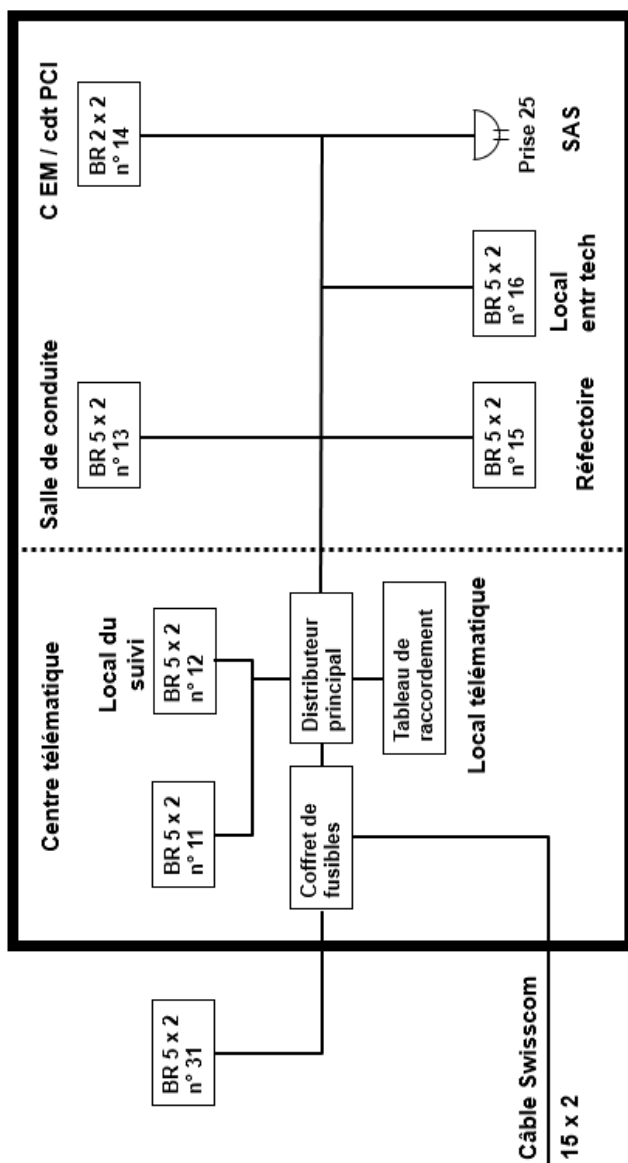 Centre télématique
Salle de conduite
C EM / cdt PCI
Local du
suivi
BR 5 x 2
n° 31
BR 5 x 2
n° 11
BR 5 x 2
n° 12
BR 5 x 2
n° 13
BR 2 x 2
n° 14
Coffret de
fusibles
Distributeur
principal
Tableau de
raccordement
Local télématique
BR 5 x 2
n° 15
Réfectoire
BR 5 x 2
n° 16
Local
entr tech
Prise 25
SAS
Câble Swisscom
15 x 2